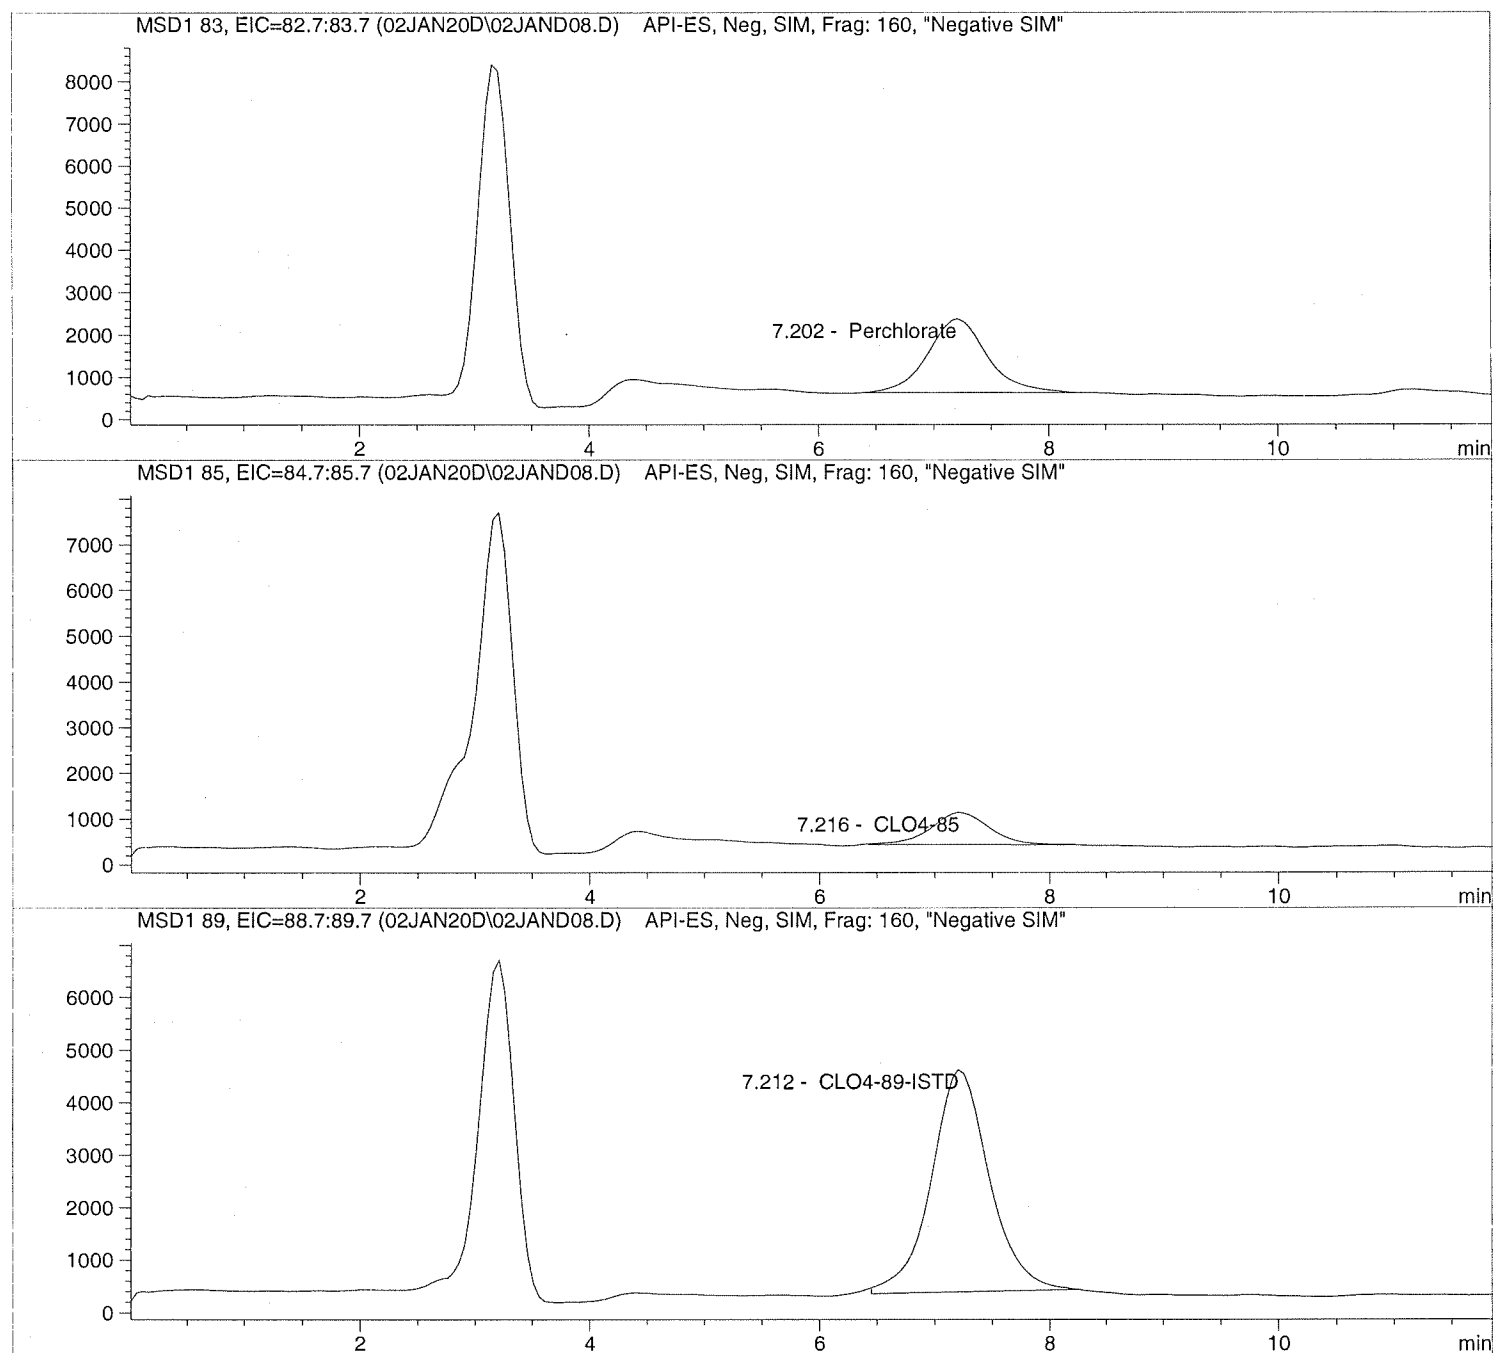 MSD1 83, EIC=82.7:83.7 (02JAN20D\02JAND08.D) API-ES, Neg, SIM, Frag: 160, "Negative SIM"
8000
7000
6000
5000
4000
3000
2000
1000
0
7.202 - Perchlorate
2 4 6 8 10 min
MSD1 85, EIC=84.7:85.7 (02JAN20D\02JAND08.D) API-ES, Neg, SIM, Frag: 160, "Negative SIM"
7000
6000
5000
4000
3000
2000
1000
0
7.216 - CLO4-85
2 4 6 8 10 min
MSD1 89, EIC=88.7:89.7 (02JAN20D\02JAND08.D) API-ES, Neg, SIM, Frag: 160, "Negative SIM"
6000
5000
4000
3000
2000
1000
0
7.212 - CLO4-89-ISTD
2 4 6 8 10 min